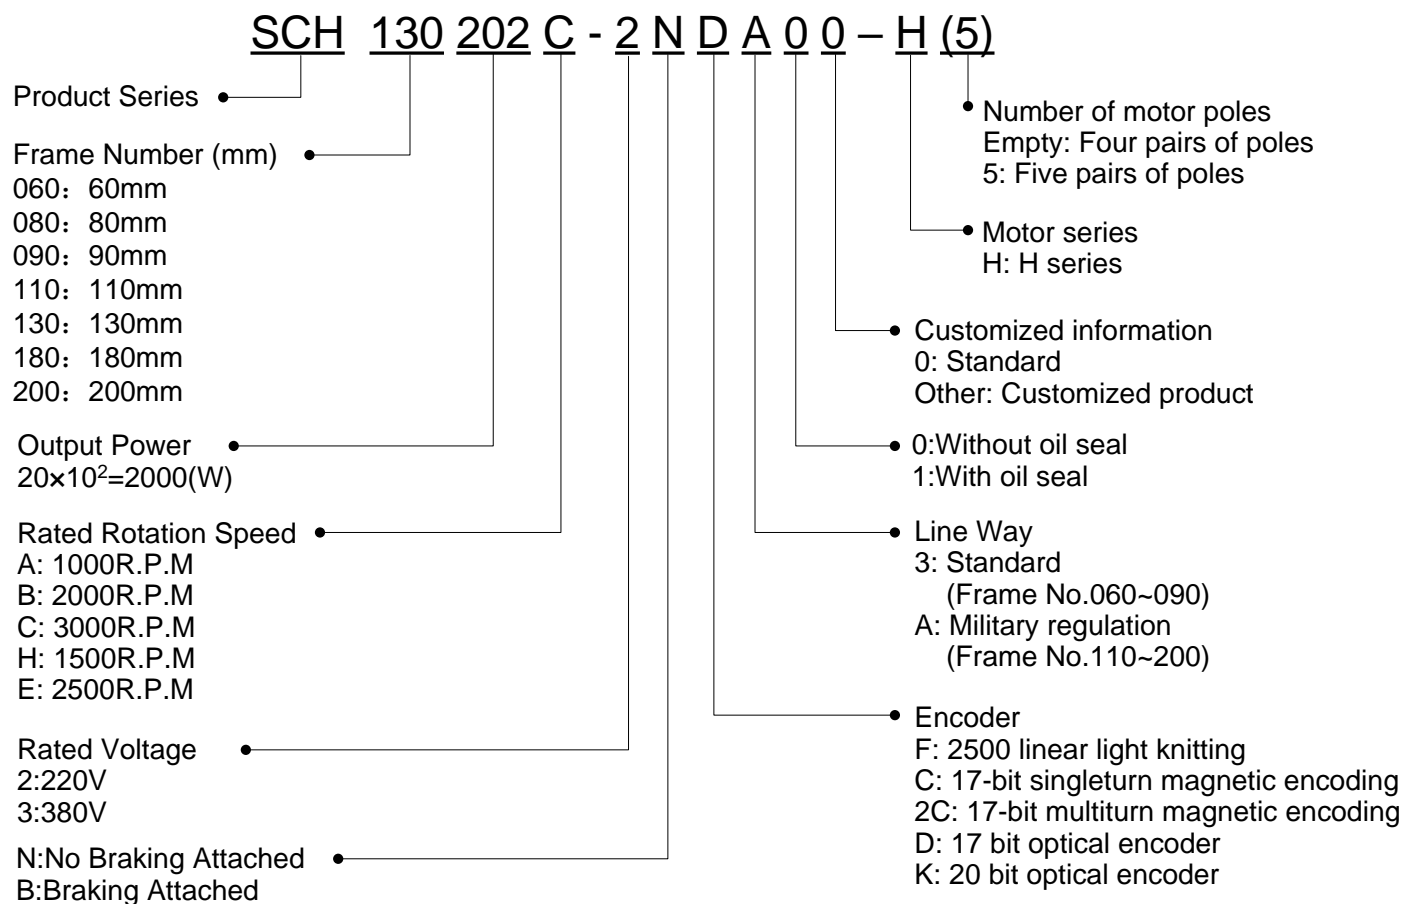 SCH 130 202 C - 2 N D A 0 0 – H (5)
Product Series
Frame Number (mm)
060：60mm
080：80mm
090：90mm
110：110mm
130：130mm
180：180mm
200：200mm
Output Power
20×10²=2000(W)
Rated Rotation Speed
A: 1000R.P.M
B: 2000R.P.M
C: 3000R.P.M
H: 1500R.P.M
E: 2500R.P.M
Rated Voltage
2:220V
3:380V
N:No Braking Attached
B:Braking Attached
Number of motor poles
Empty: Four pairs of poles
5: Five pairs of poles
Motor series
H: H series
Customized information
0: Standard
Other: Customized product
0:Without oil seal
1:With oil seal
Line Way
3: Standard
(Frame No.060~090)
A: Military regulation
(Frame No.110~200)
Encoder
F: 2500 linear light knitting
C: 17-bit singleturn magnetic encoding
2C: 17-bit multiturn magnetic encoding
D: 17 bit optical encoder
K: 20 bit optical encoder